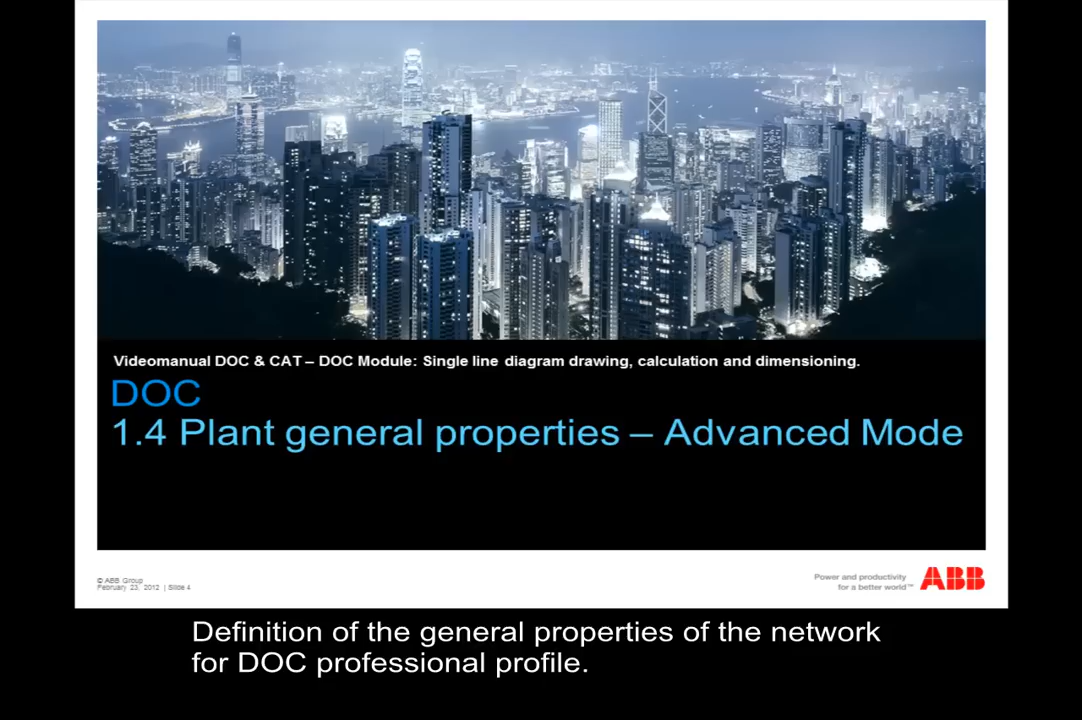 Videomanual DOC & CAT – DOC Module: Single line diagram drawing, calculation and dimensioning.
DOC
1.4 Plant general properties – Advanced Mode
© ABB Group
February 23, 2012 | Slide 4
Power and productivity
for a better world™
ABB
Definition of the general properties of the network
for DOC professional profile.